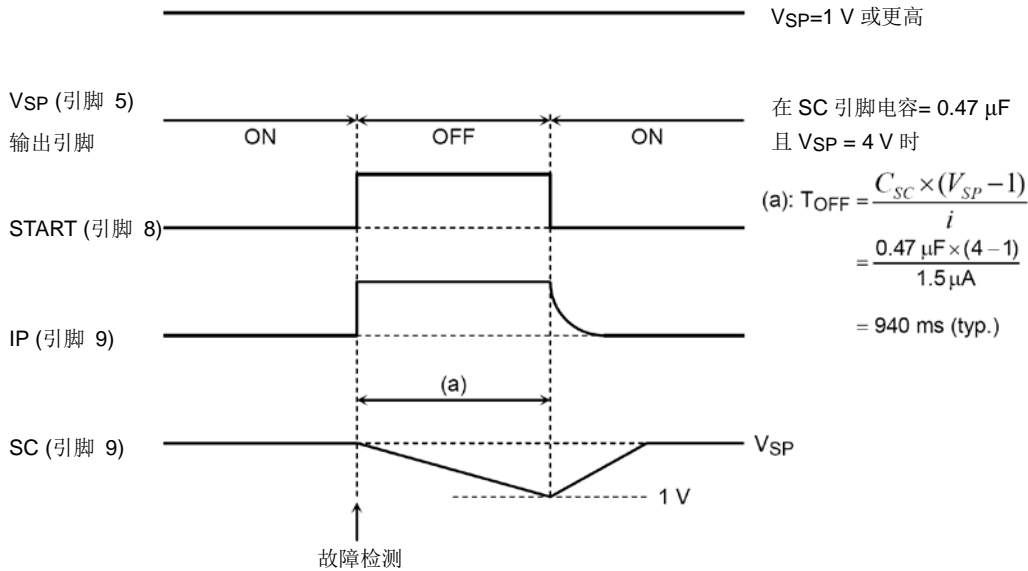 VSP=1 V 或更高
VSP (引脚 5)
输出引脚
ON
OFF
ON
在 SC 引脚电容= 0.47 μF
且 VSP = 4 V 时
START (引脚 8)
(a): TOFF = CSC × (VSP − 1) / i
= 0.47 μF × (4 − 1) / 1.5 μA
= 940 ms (typ.)
IP (引脚 9)
(a)
SC (引脚 9)
VSP
1 V
故障检测